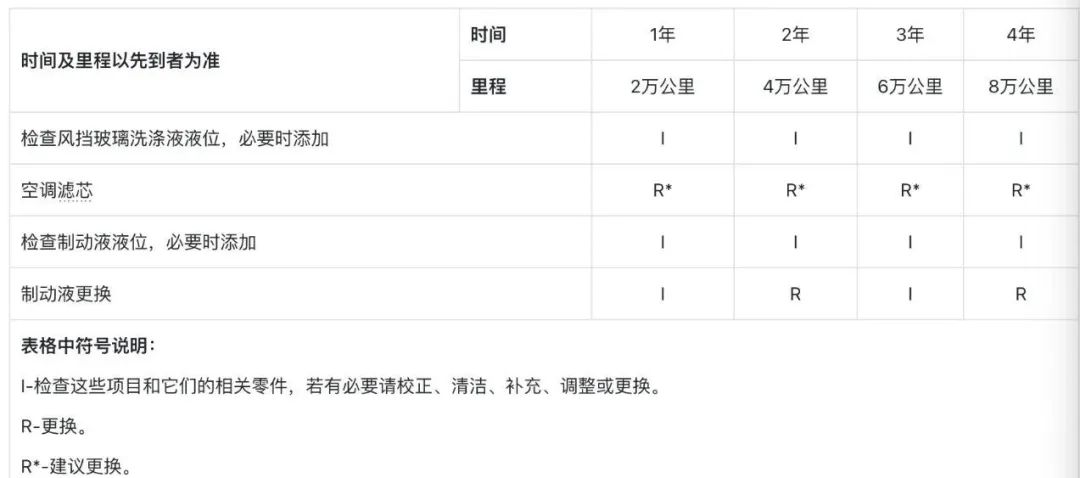 时间及里程以先到者为准
时间 1年 2年 3年 4年
里程 2万公里 4万公里 6万公里 8万公里
检查风挡玻璃洗涤液液位，必要时添加 I I I I
空调滤芯 R* R* R* R*
检查制动液液位，必要时添加 I I I I
制动液更换 I R I R
表格中符号说明：
I-检查这些项目和它们的相关零件，若有必要请校正、清洁、补充、调整或更换。
R-更换。
R*-建议更换。